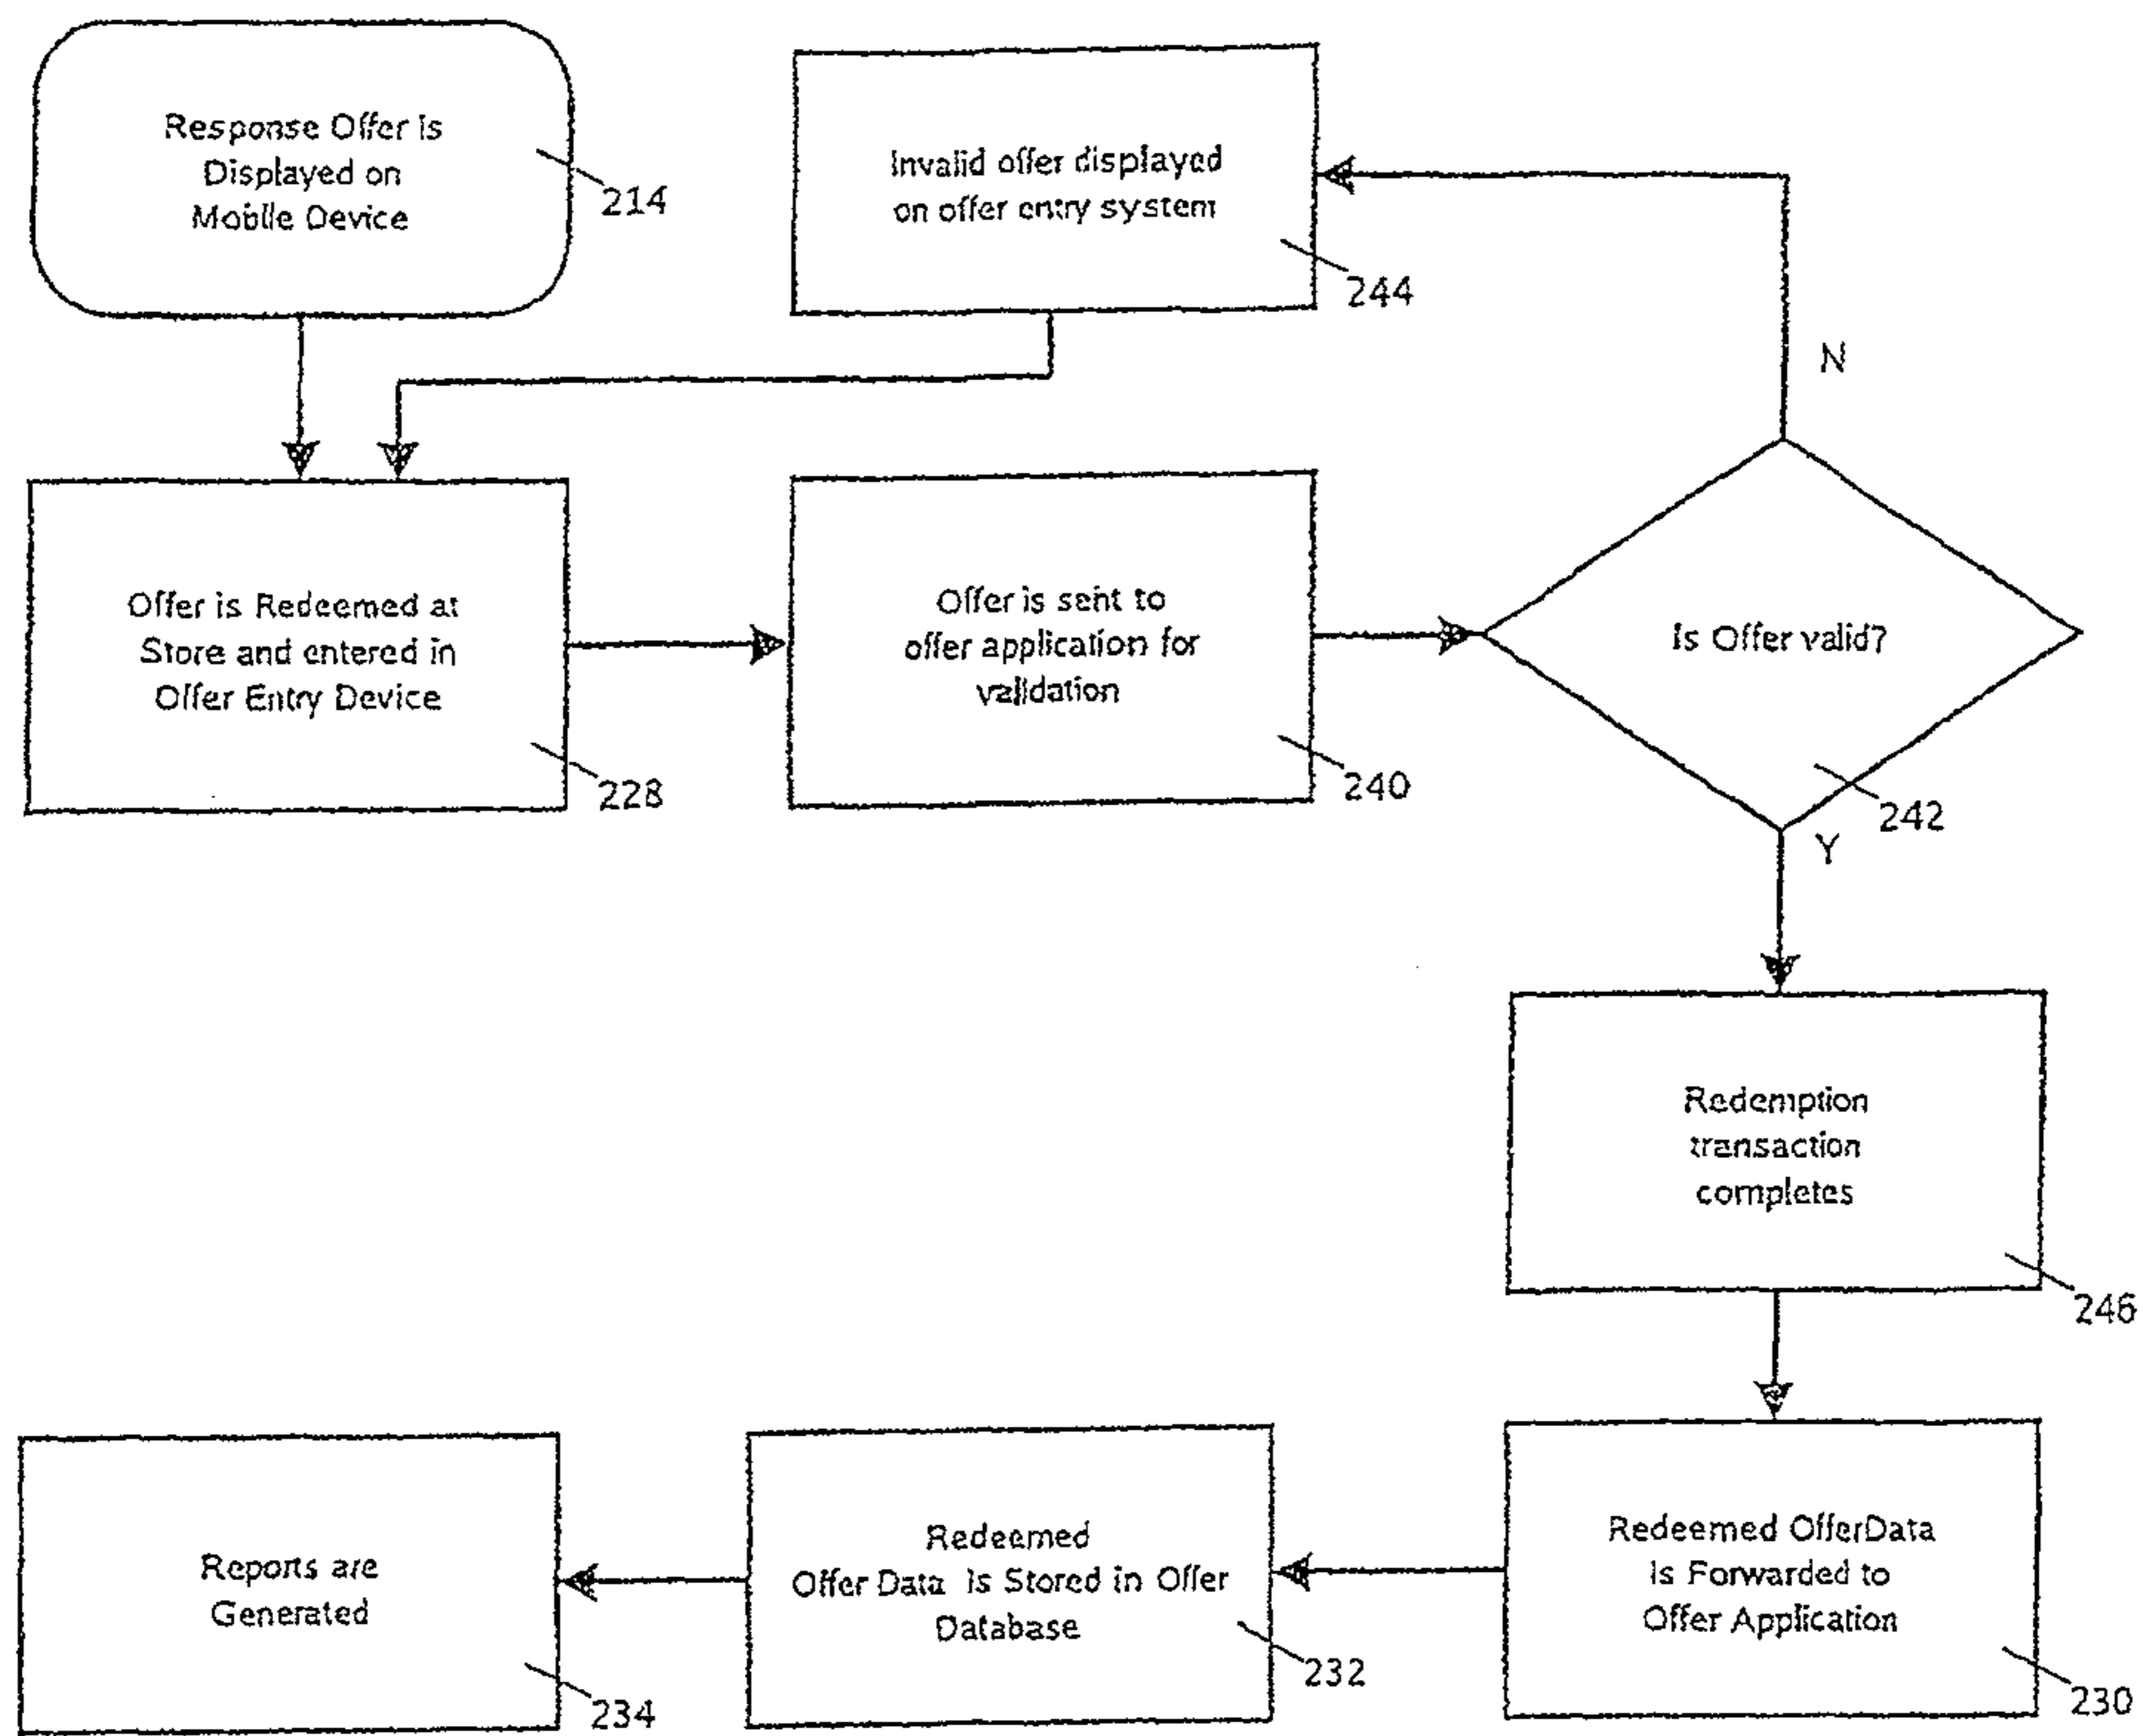 Response Offer is
Displayed on
Mobile Device
214
Invalid offer displayed
on offer entry system
244
N
Offer is Redeemed at
Store and entered in
Offer Entry Device
228
Offer is sent to
offer application for
validation
240
Is Offer valid?
242
Y
Redemption
transaction
completes
246
Reports are
Generated
234
Redeemed
Offer Data is Stored in Offer
Database
232
Redeemed OfferData
is Forwarded to
Offer Application
230